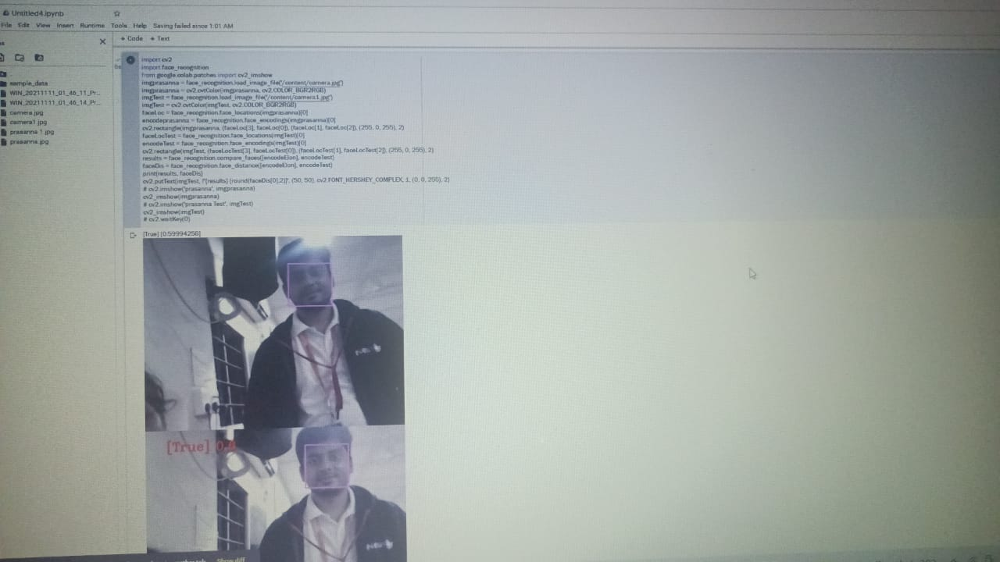 Untitled4.ipynb
File Edit View Insert Runtime Tools Help Saving failed since 1:01 AM
+ Code + Text
sample_data
WIN_20211111_01_46_11_Pr...
WIN_20211111_01_46_14_Pr...
camera.jpg
camera1.jpg
prasanna 1.jpg
prasanna.jpg
import cv2
import face_recognition
from google.colab.patches import cv2_imshow
imgprasanna = face_recognition.load_image_file('/content/camera.jpg')
imgprasanna = cv2.cvtColor(imgprasanna, cv2.COLOR_BGR2RGB)
imgTest = face_recognition.load_image_file('/content/camera1.jpg')
imgTest = cv2.cvtColor(imgTest, cv2.COLOR_BGR2RGB)
faceLoc = face_recognition.face_locations(imgprasanna)[0]
encodeprasanna = face_recognition.face_encodings(imgprasanna)[0]
cv2.rectangle(imgprasanna, (faceLoc[3], faceLoc[0]), (faceLoc[1], faceLoc[2]), (255, 0, 255), 2)
faceLocTest = face_recognition.face_locations(imgTest)[0]
encodeTest = face_recognition.face_encodings(imgTest)[0]
cv2.rectangle(imgTest, (faceLocTest[3], faceLocTest[0]), (faceLocTest[1], faceLocTest[2]), (255, 0, 255), 2)
results = face_recognition.compare_faces([encodeElon], encodeTest)
faceDis = face_recognition.face_distance([encodeElon], encodeTest)
print(results, faceDis)
cv2.putText(imgTest, f'{results} {round(faceDis[0],2)}', (50, 50), cv2.FONT_HERSHEY_COMPLEX, 1, (0, 0, 255), 2)
# cv2.imshow('prasanna', imgprasanna)
cv2_imshow(imgprasanna)
# cv2.imshow('prasanna Test', imgTest)
cv2_imshow(imgTest)
# cv2.waitKey(0)
[True] [0.59994256]
[True] 0.6
Show diff